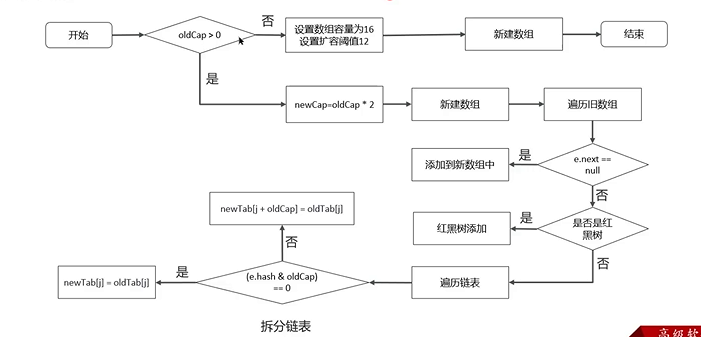 开始
oldCap > 0
否
设置数组容量为16
设置扩容阈值12
新建数组
结束
是
newCap=oldCap * 2
新建数组
遍历旧数组
添加到新数组中
是
e.next ==
null
否
newTab[j + oldCap] = oldTab[j]
红黑树添加
是
是否是红
黑树
否
否
newTab[j] = oldTab[j]
是
(e.hash & oldCap)
== 0
遍历链表
拆分链表
高级软